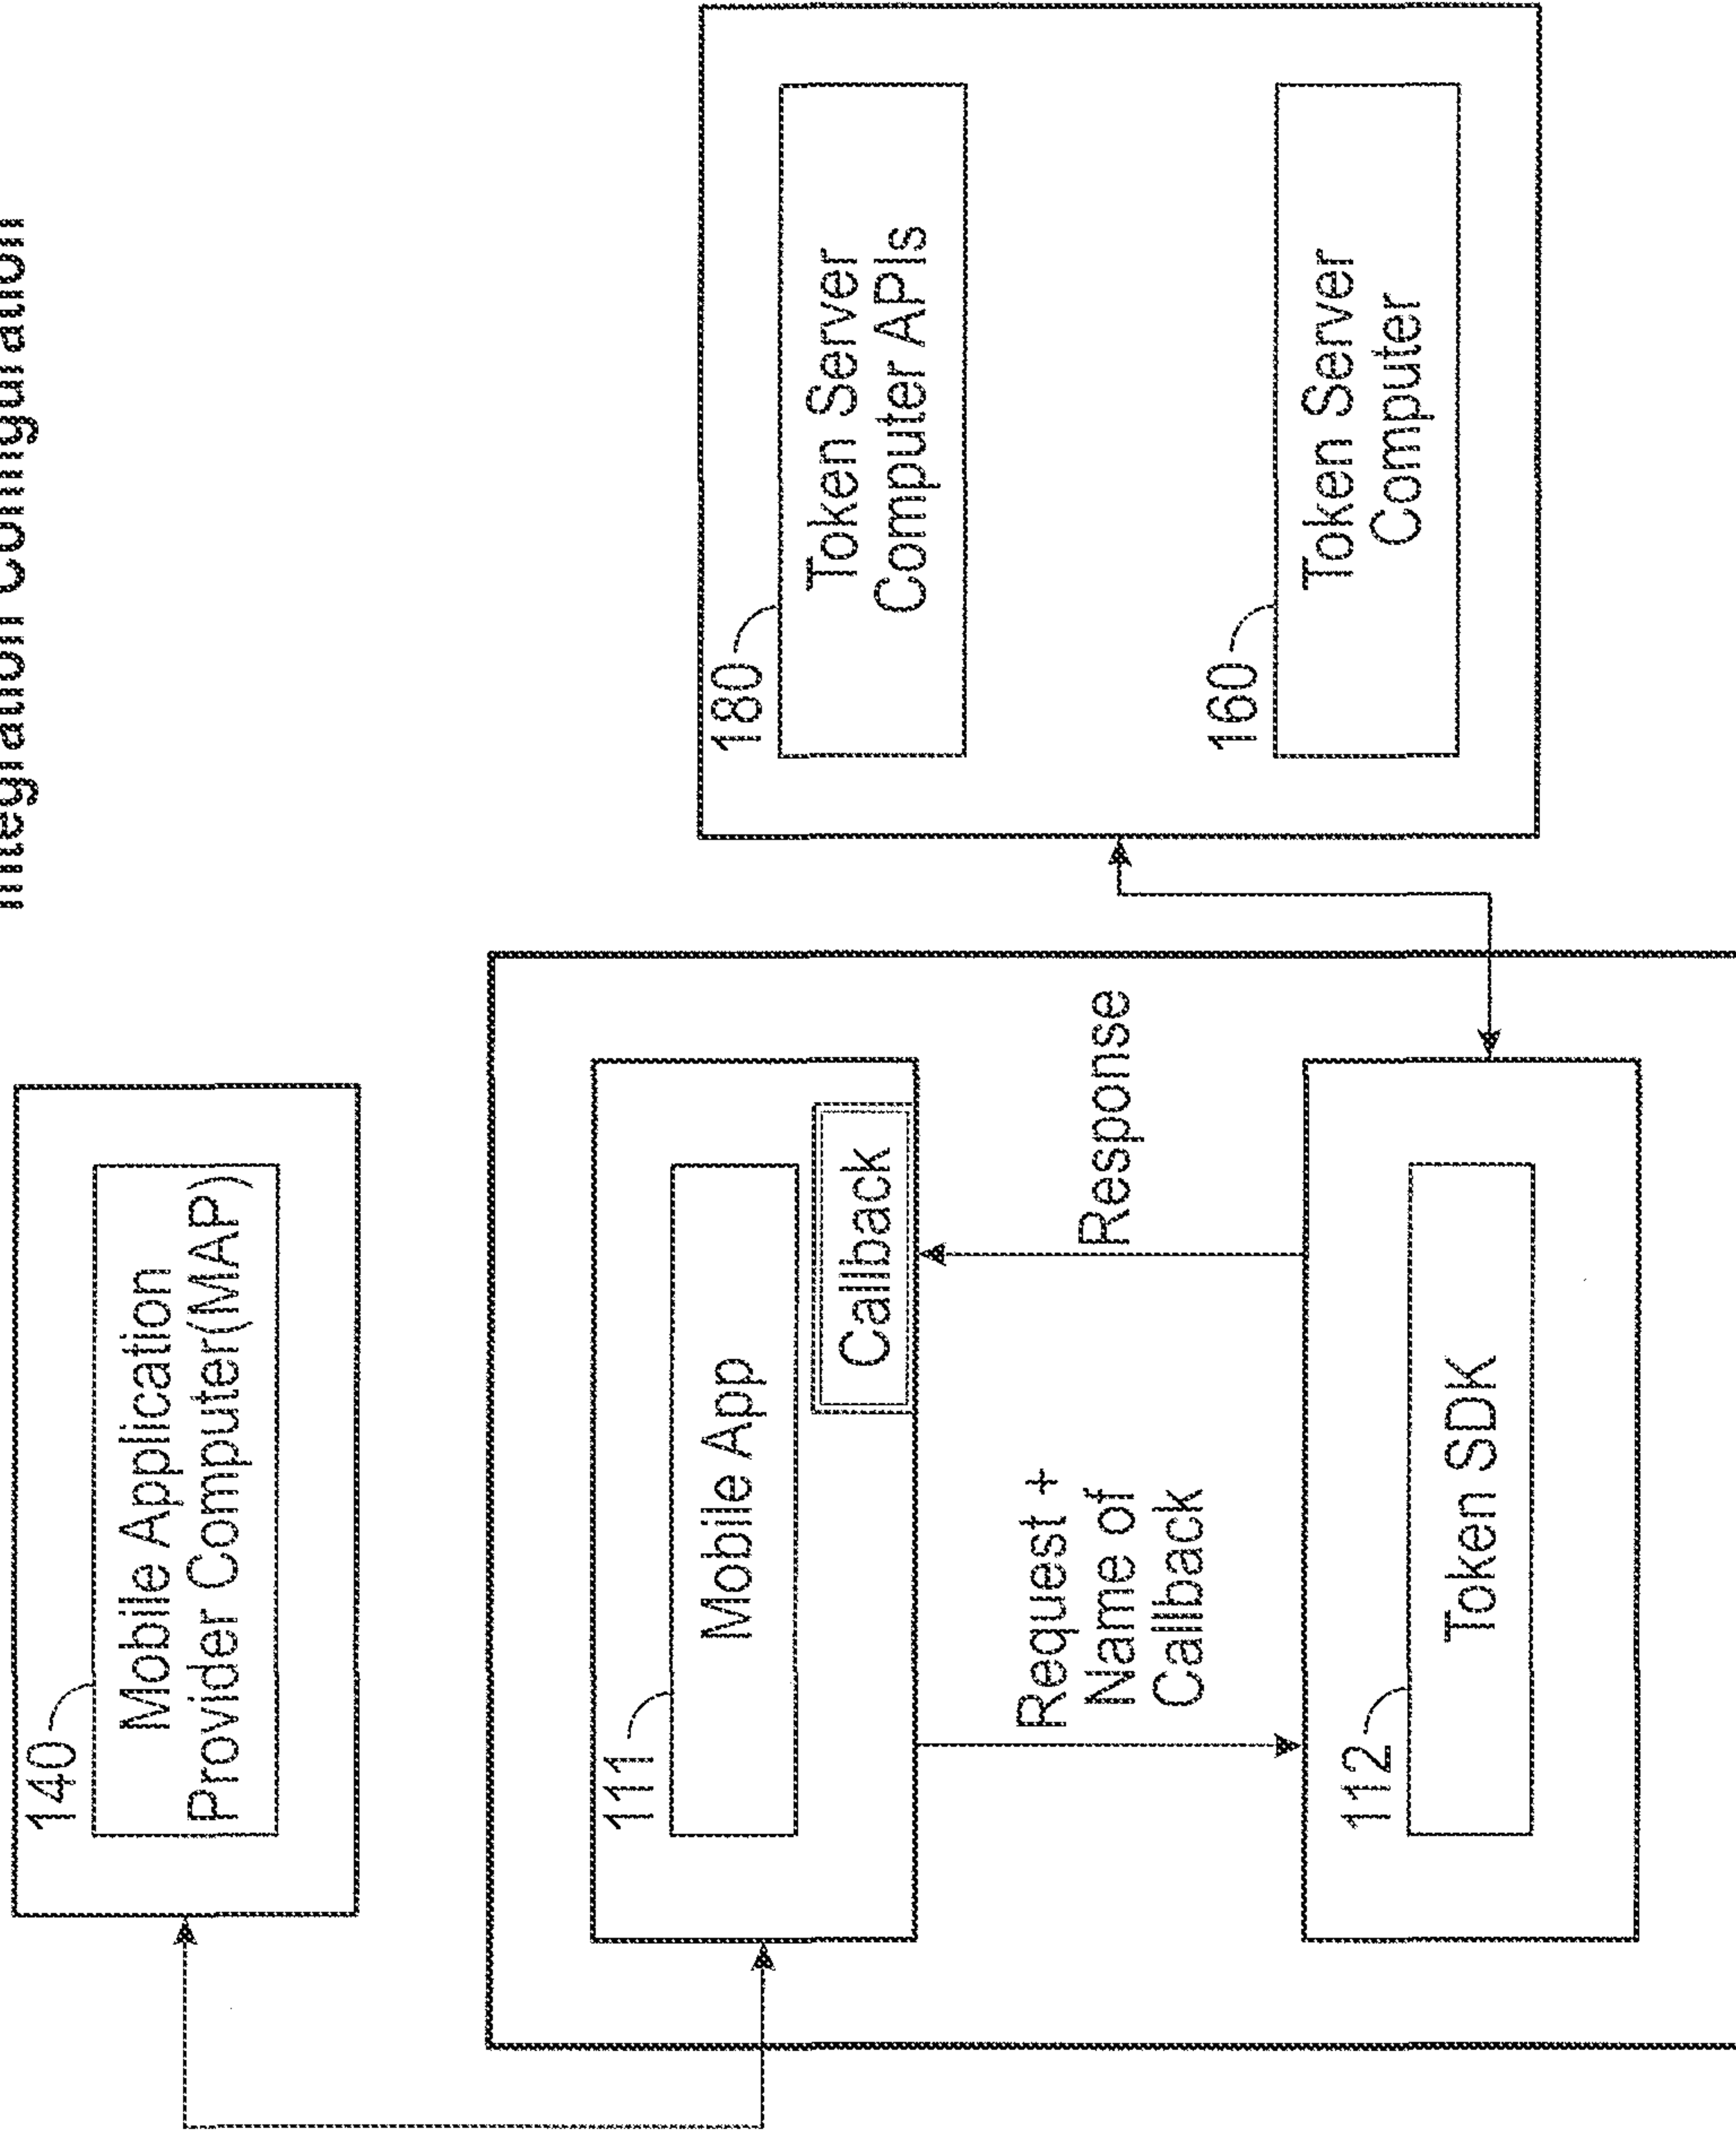 Integration Configuration
140
Mobile Application
Provider Computer(MAP)
111
Mobile App
Callback
Request +
Name of
Callback
Response
112
Token SDK
180
Token Server
Computer APIs
160
Token Server
Computer